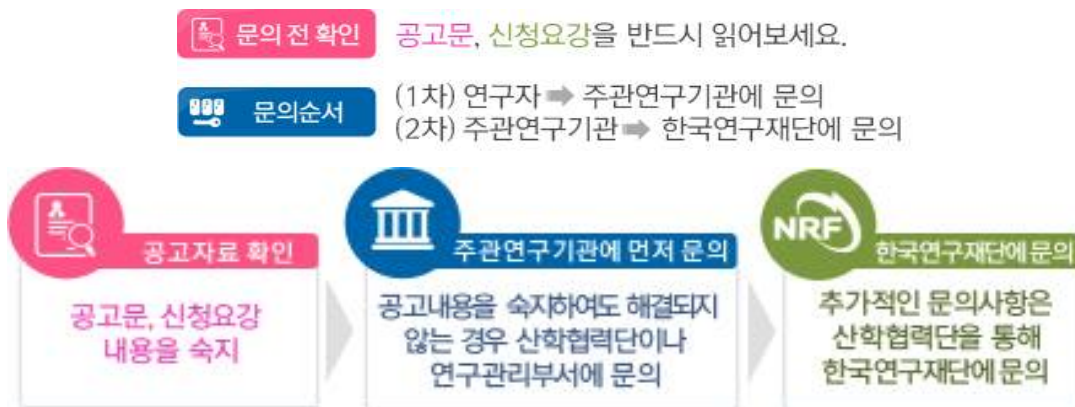 문의 전 확인 공고문, 신청요강을 반드시 읽어보세요.
문의순서 (1차) 연구자 ➡ 주관연구기관에 문의
(2차) 주관연구기관 ➡ 한국연구재단에 문의
공고자료 확인
공고문, 신청요강
내용을 숙지
주관연구기관에 먼저 문의
공고내용을 숙지하여도 해결되지
않는 경우 산학협력단이나
연구관리부서에 문의
NRF
한국연구재단에 문의
추가적인 문의사항은
산학협력단을 통해
한국연구재단에 문의